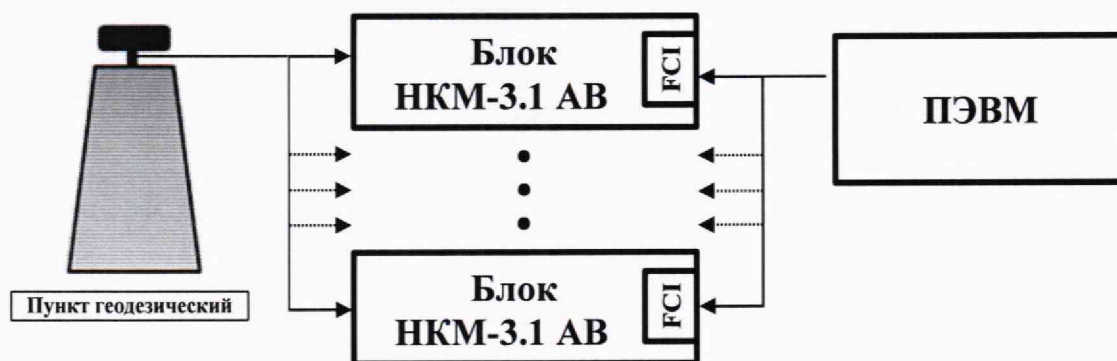 Блок
НКМ-3.1 АВ
FCI
ПЭВМ
Пункт геодезический
Блок
НКМ-3.1 АВ
FCI